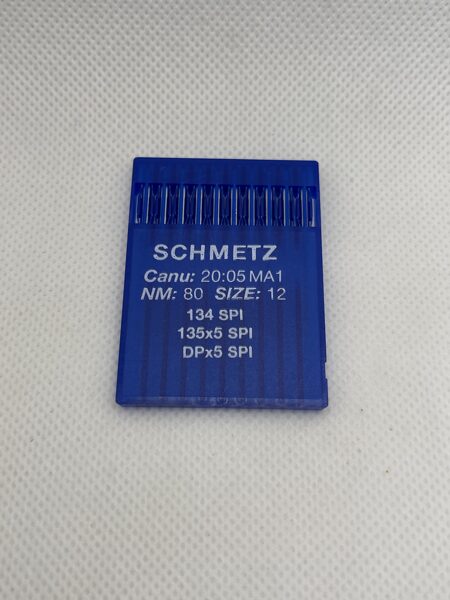 SCHMETZ
Canu: 20:05 MA1
NM: 80 SIZE: 12
134 SPI
135x5 SPI
DPx5 SPI